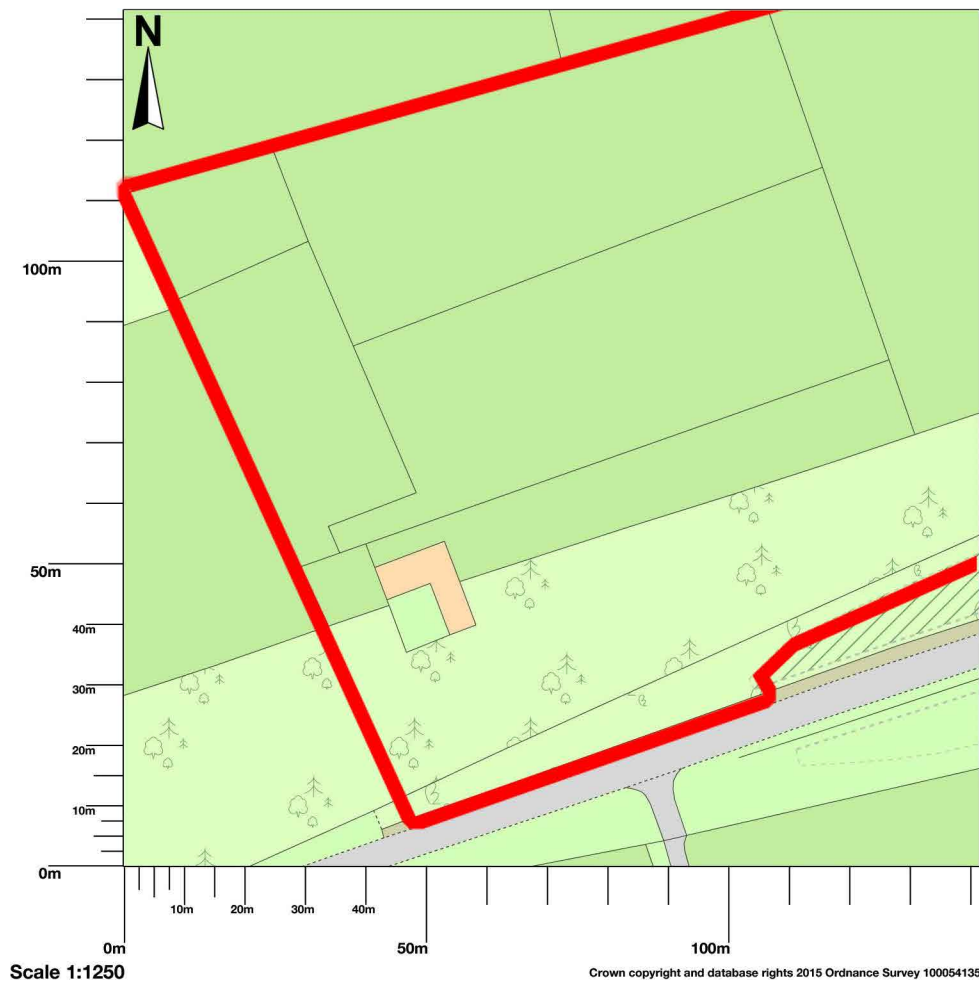 N
100m
50m
40m
30m
20m
10m
0m
10m 20m 30m 40m
0m 50m 100m
Scale 1:1250
Crown copyright and database rights 2015 Ordnance Survey 100054135